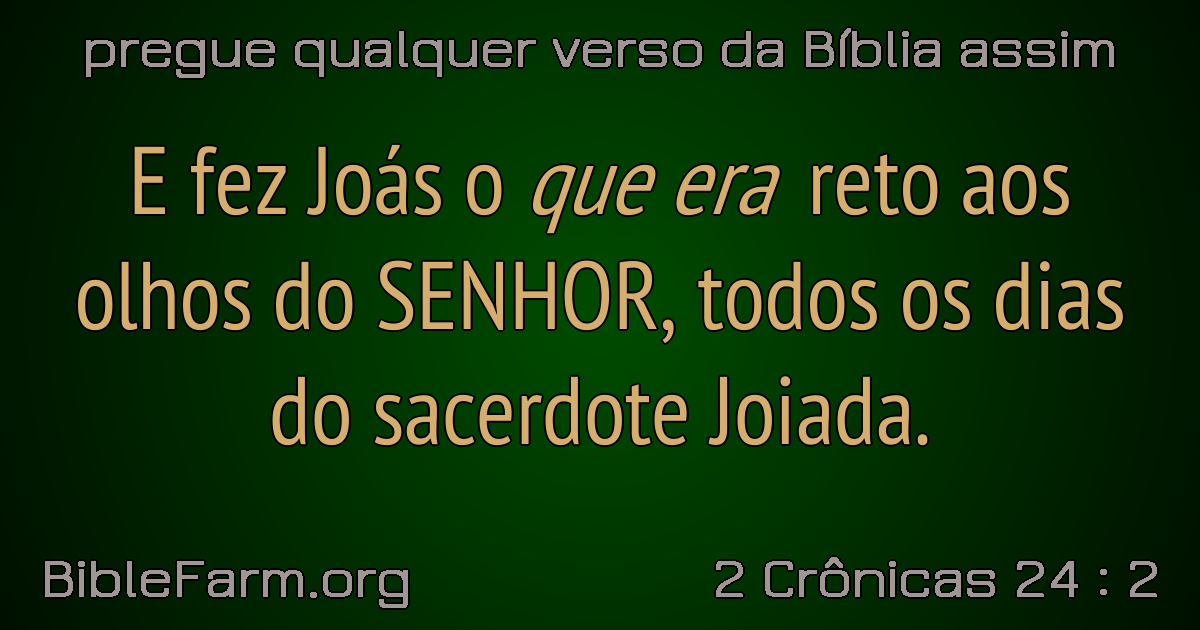 pregue qualquer verso da Bíblia assim
E fez Joás o que era reto aos
olhos do SENHOR, todos os dias
do sacerdote Joiada.
BibleFarm.org
2 Crônicas 24 : 2